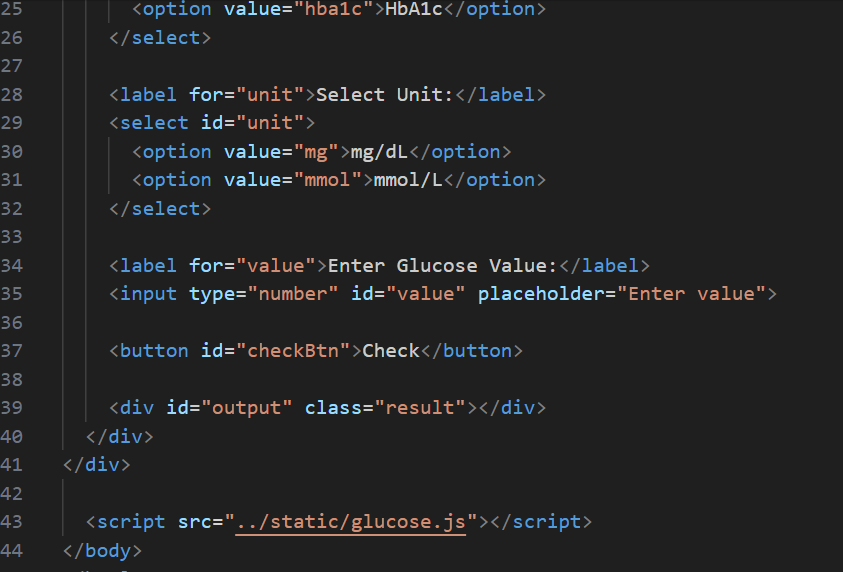 25 <option value="hba1c">HbA1c</option>
26 </select>
27
28 <label for="unit">Select Unit:</label>
29 <select id="unit">
30 <option value="mg">mg/dL</option>
31 <option value="mmol">mmol/L</option>
32 </select>
33
34 <label for="value">Enter Glucose Value:</label>
35 <input type="number" id="value" placeholder="Enter value">
36
37 <button id="checkBtn">Check</button>
38
39 <div id="output" class="result"></div>
40 </div>
41 </div>
42
43 <script src="../static/glucose.js"></script>
44 </body>